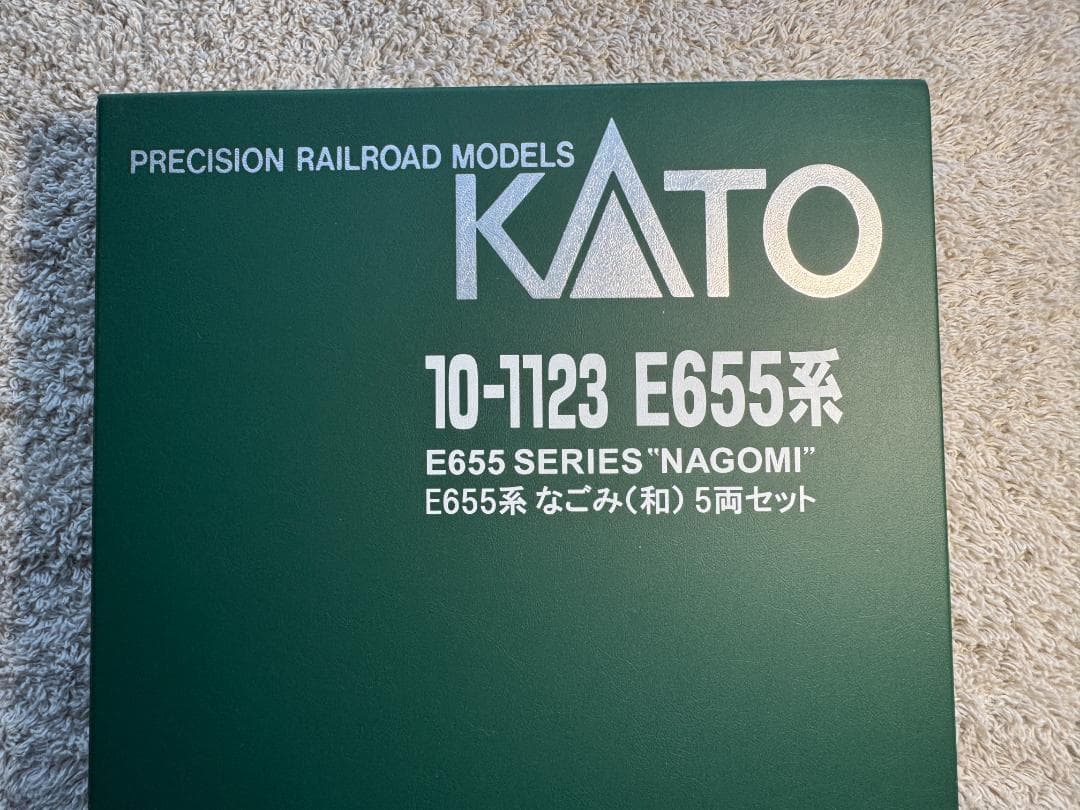 PRECISION RAILROAD MODELS
KATO
10-1123 E655系
E655 SERIES "NAGOMI"
E655系 なごみ(和) 5両セット